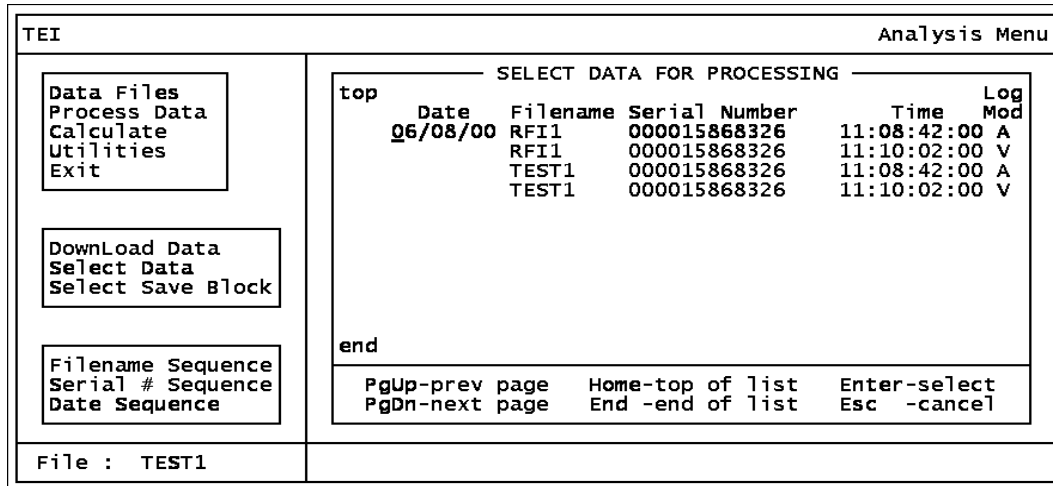 TEI Analysis Menu
Data Files
Process Data
Calculate
Utilities
Exit
DownLoad Data
Select Data
Select Save Block
Filename Sequence
Serial # Sequence
Date Sequence
SELECT DATA FOR PROCESSING
top Log
Date Filename Serial Number Time Mod
06/08/00 RFI1 000015868326 11:08:42:00 A
RFI1 000015868326 11:10:02:00 V
TEST1 000015868326 11:08:42:00 A
TEST1 000015868326 11:10:02:00 V
end
PgUp-prev page Home-top of list Enter-select
PgDn-next page End -end of list Esc -cancel
File : TEST1